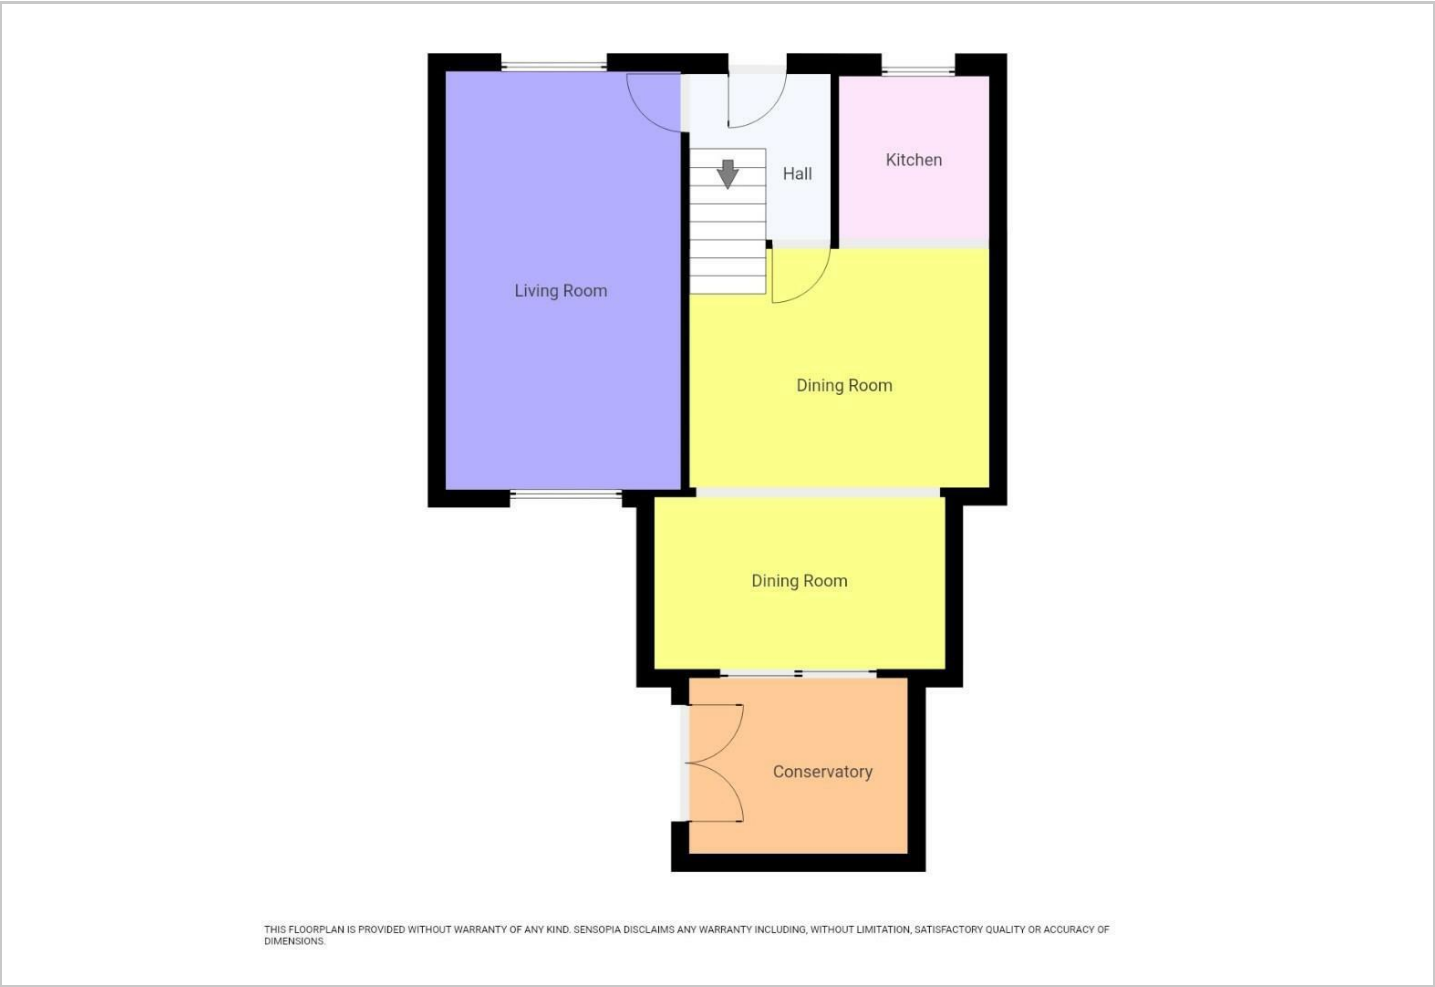 Kitchen
Hall
Living Room
Dining Room
Dining Room
Conservatory
THIS FLOORPLAN IS PROVIDED WITHOUT WARRANTY OF ANY KIND. SENSOPIA DISCLAIMS ANY WARRANTY INCLUDING, WITHOUT LIMITATION, SATISFACTORY QUALITY OR ACCURACY OF
DIMENSIONS.